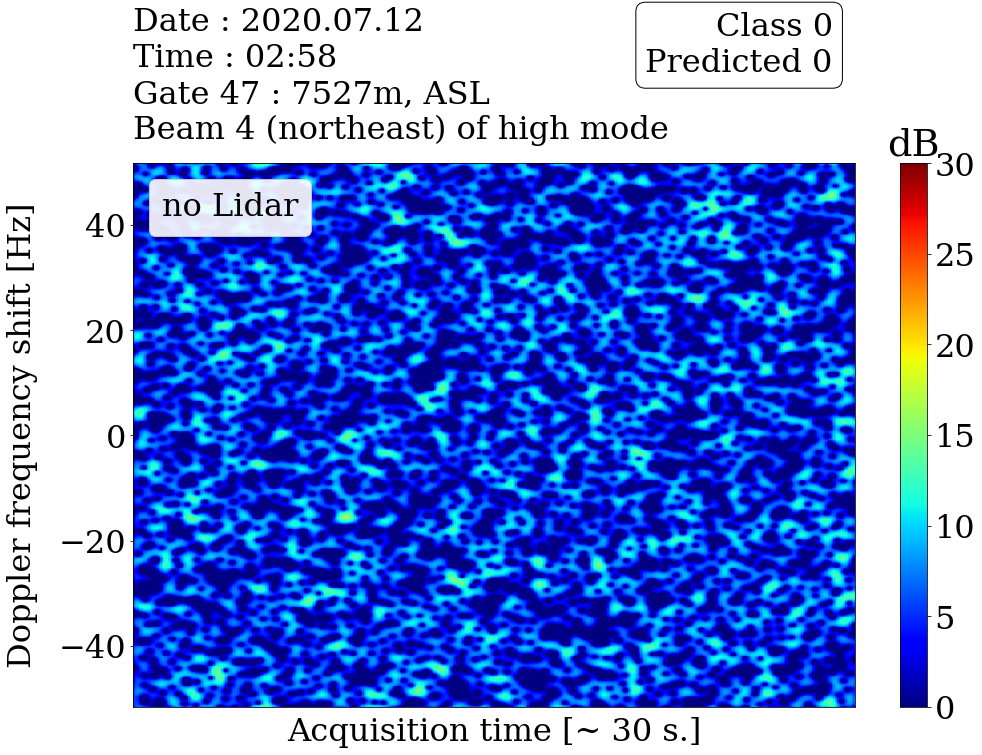 Date : 2020.07.12
Time : 02:58
Gate 47 : 7527m, ASL
Beam 4 (northeast) of high mode
Class 0
Predicted 0
dB
no Lidar
Doppler frequency shift [Hz]
40
20
0
−20
−40
Acquisition time [~ 30 s.]
30
25
20
15
10
5
0